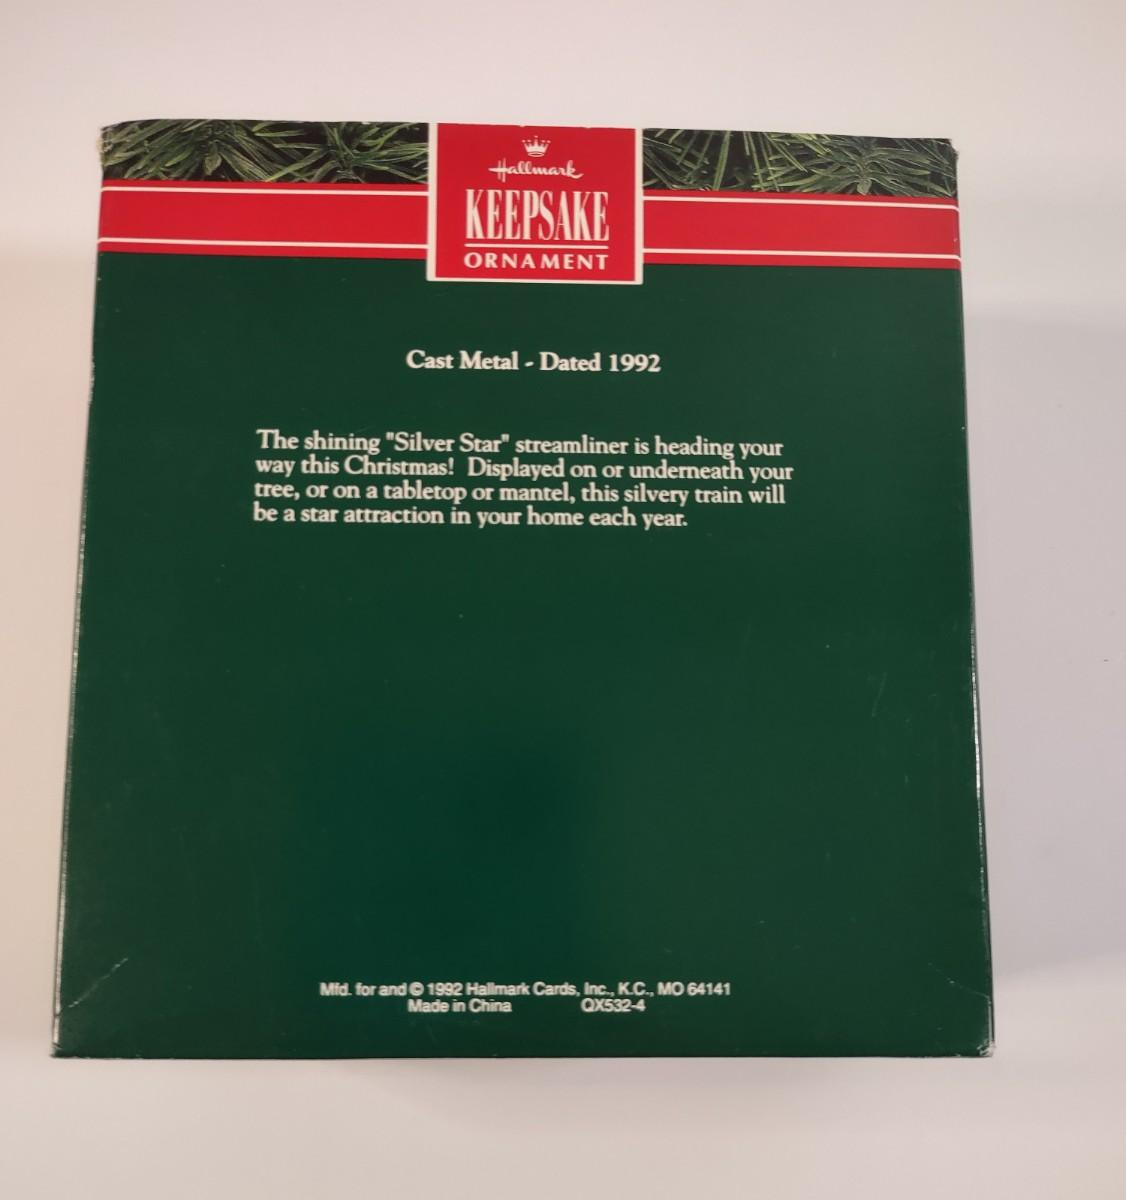 Hallmark
KEEPSAKE
ORNAMENT
Cast Metal - Dated 1992
The shining "Silver Star" streamliner is heading your
way this Christmas! Displayed on or underneath your
tree, or on a tabletop or mantel, this silvery train will
be a star attraction in your home each year.
Mfd. for and © 1992 Hallmark Cards, Inc., K.C., MO 64141
Made in China QX532-4